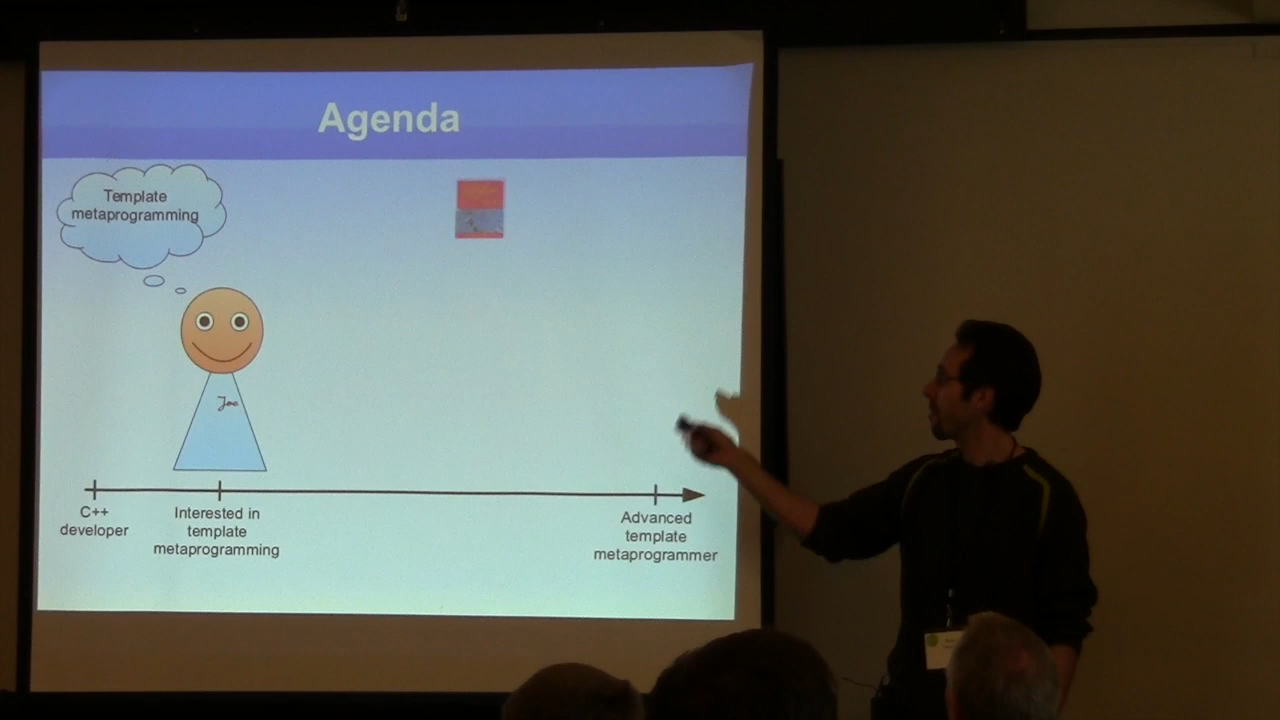 Agenda
Template
metaprogramming
Joe
C++
developer
Interested in
template
metaprogramming
Advanced
template
metaprogrammer